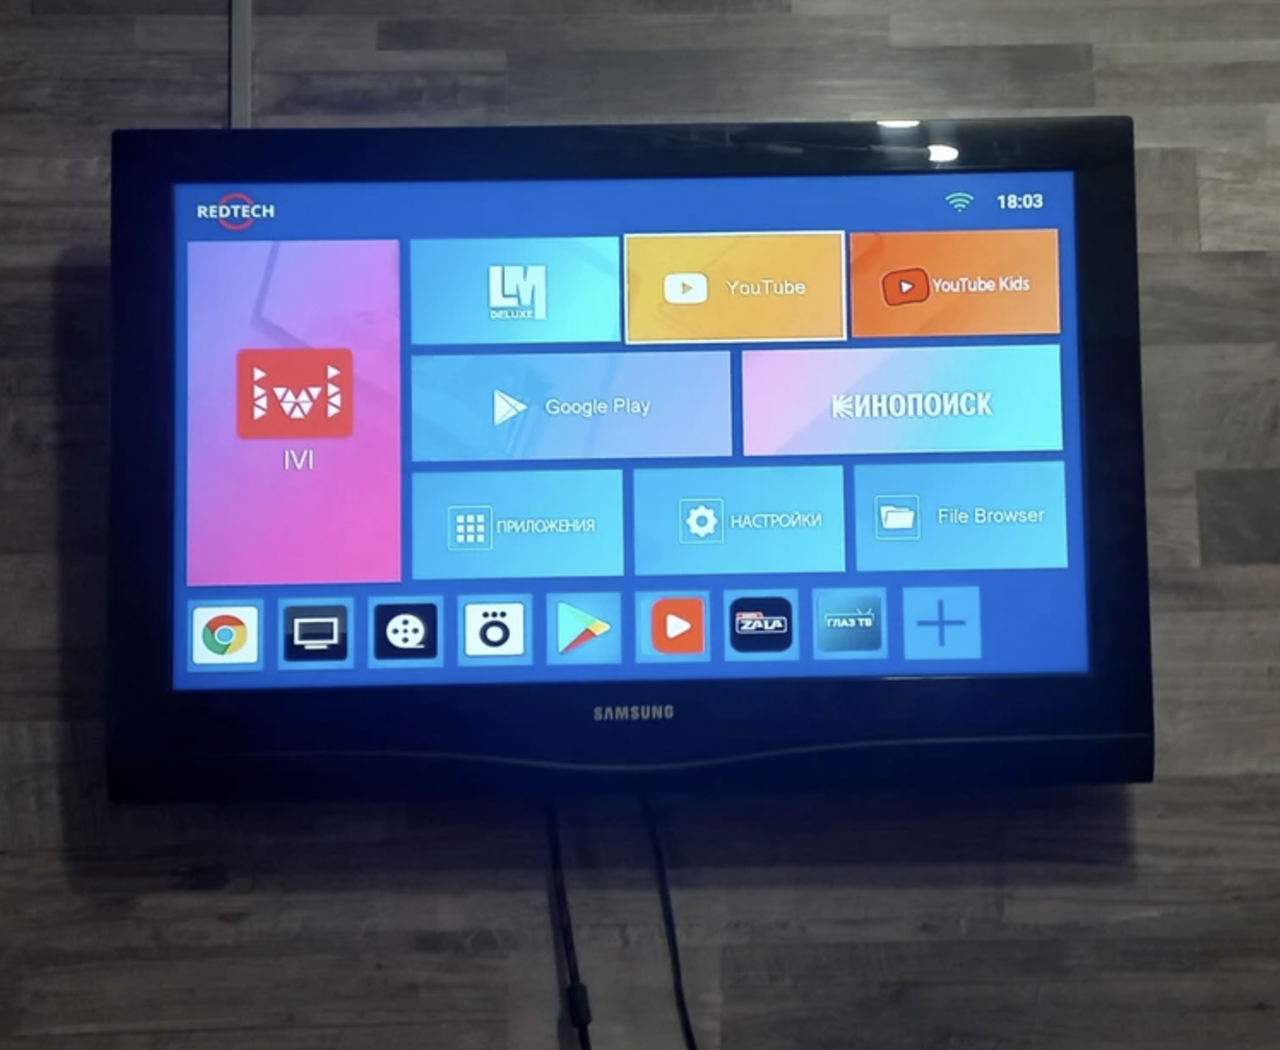 REDTECH
18:03
LM
DELUXE
YouTube
YouTube Kids
ivi
IVI
Google Play
КИНОПОИСК
ПРИЛОЖЕНИЯ
НАСТРОЙКИ
File Browser
ZALA
ГЛАЗ ТВ
SAMSUNG